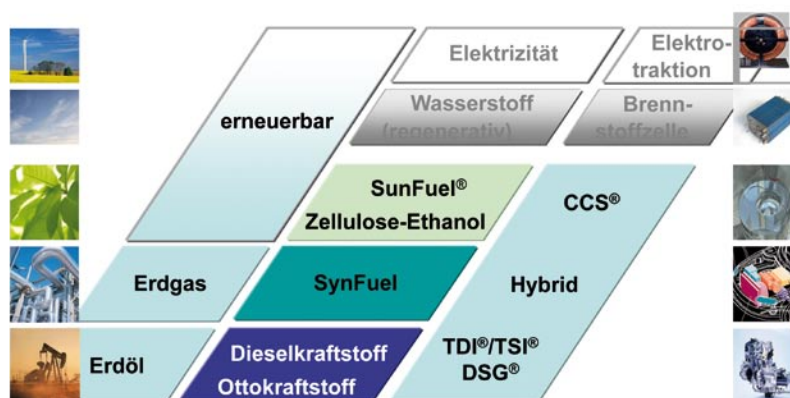 Elektrizität
Elektro-
traktion
erneuerbar
Wasserstoff
(regenerativ)
Brenn-
stoffzelle
SunFuel®
Zellulose-Ethanol
CCS®
Erdgas
SynFuel
Hybrid
Erdöl
Dieselkraftstoff
Ottokraftstoff
TDI®/TSI®
DSG®